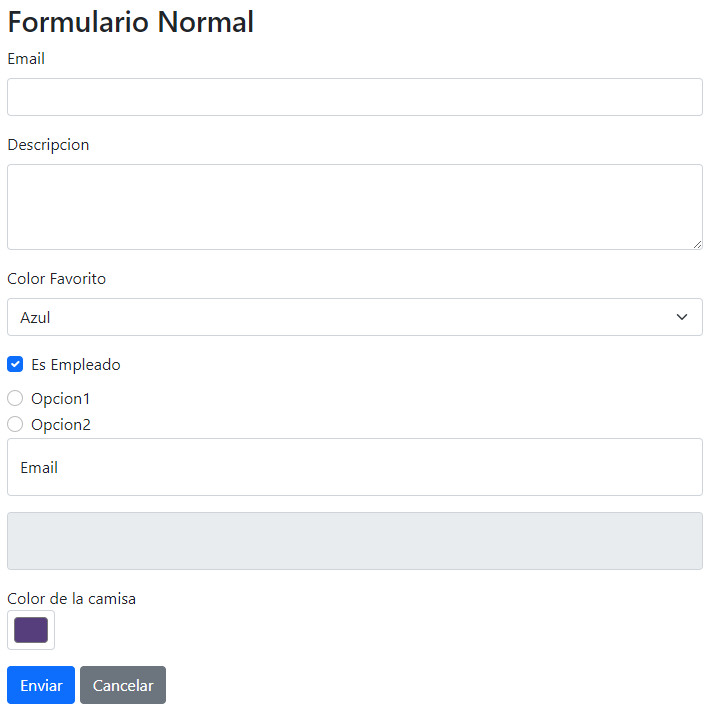 Formulario Normal
Email
Descripcion
Color Favorito
Azul
Es Empleado
Opcion1
Opcion2
Email
Color de la camisa
Enviar Cancelar